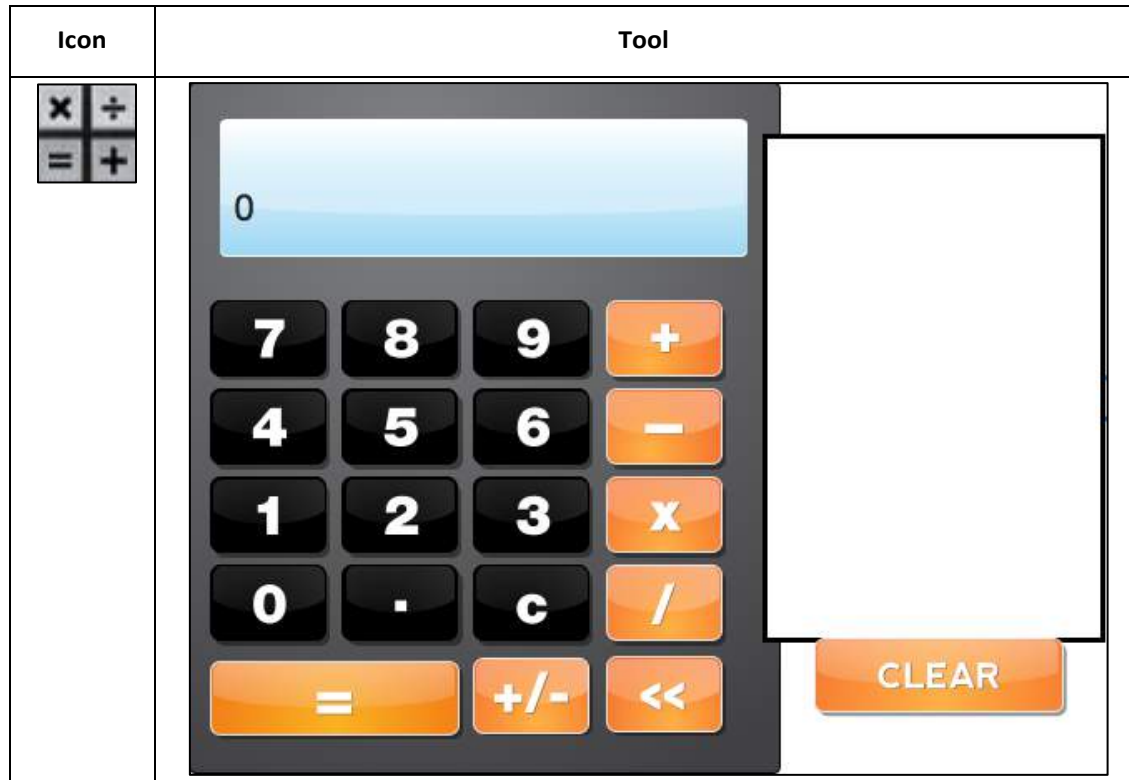 Icon Tool
× ÷
= +
0
7 8 9 +
4 5 6 −
1 2 3 x
0 . c /
= +/- <<
CLEAR